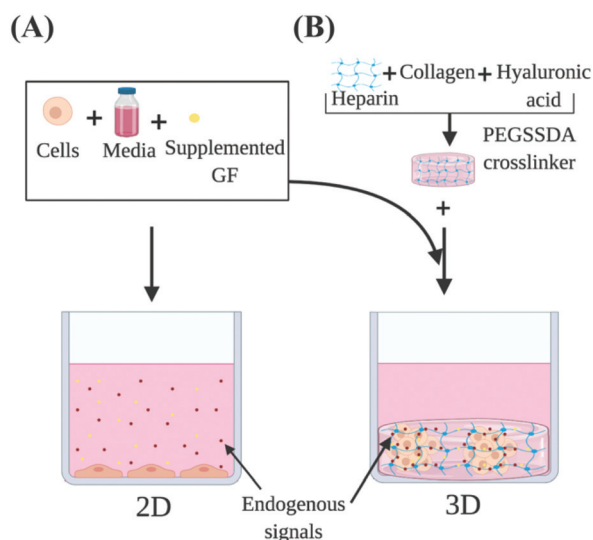 (A)
Cells + Media + Supplemented
GF
(B)
+ Collagen + Hyaluronic
Heparin acid
PEGSSDA
crosslinker
+
2D
Endogenous
signals
3D